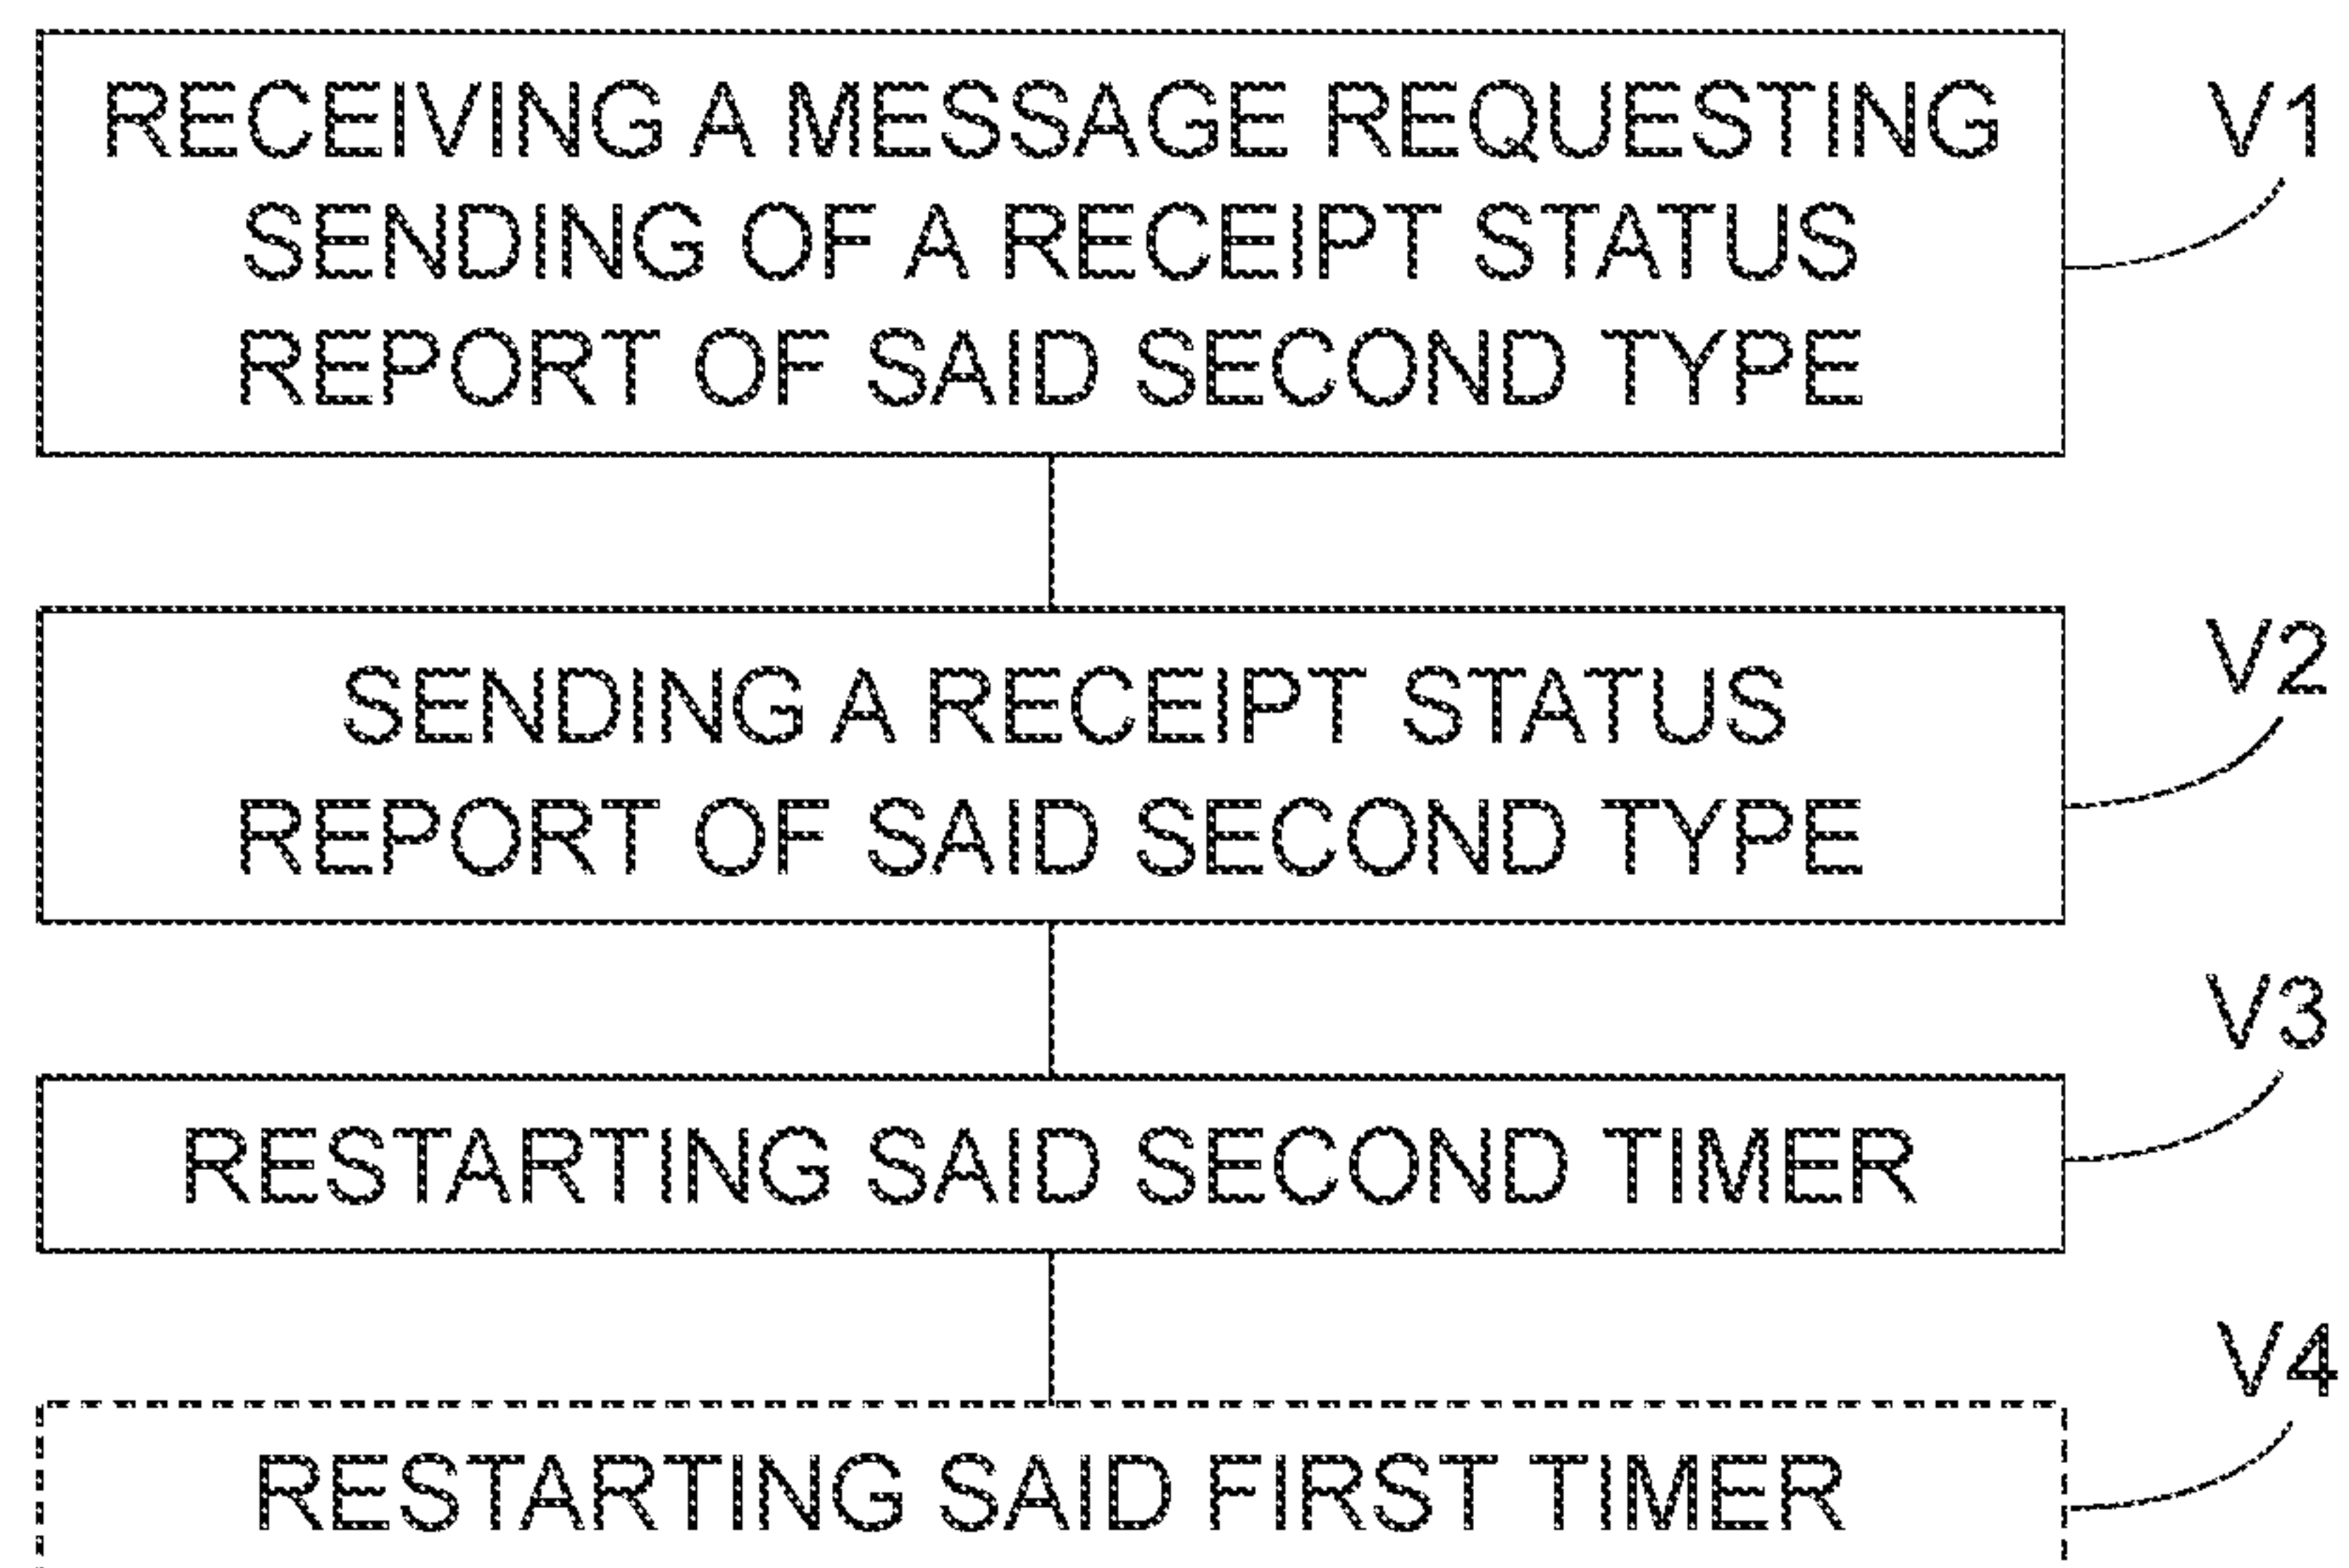 RECEIVING A MESSAGE REQUESTING
SENDING OF A RECEIPT STATUS
REPORT OF SAID SECOND TYPE
V1
SENDING A RECEIPT STATUS
REPORT OF SAID SECOND TYPE
V2
RESTARTING SAID SECOND TIMER
V3
RESTARTING SAID FIRST TIMER
V4